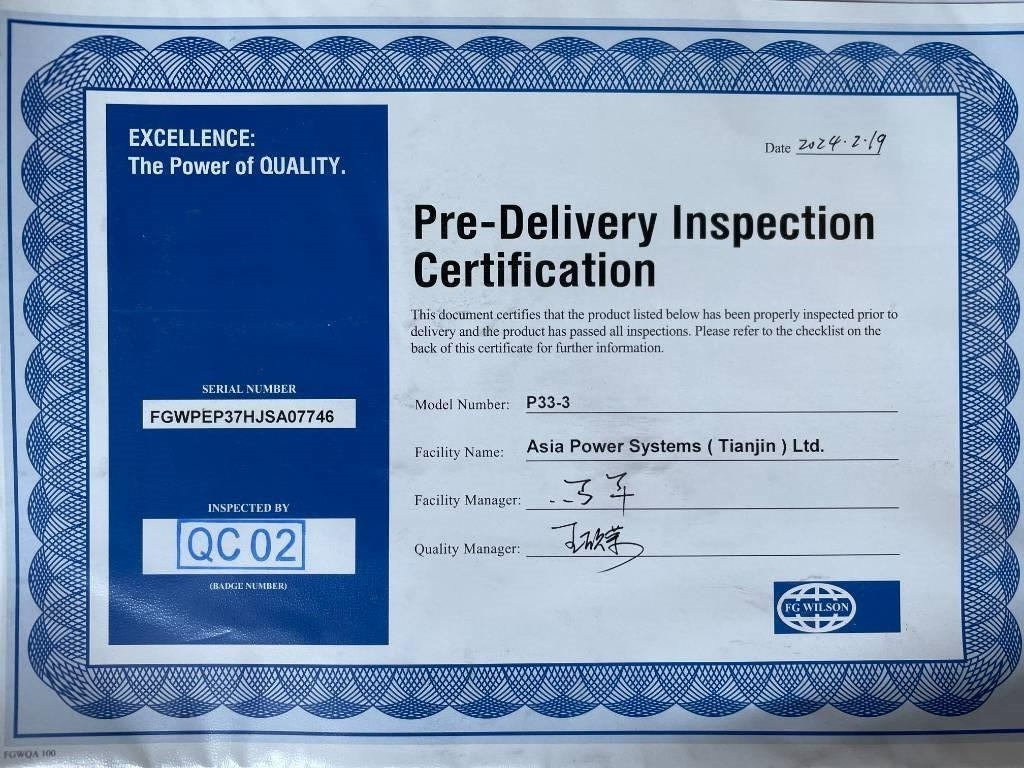 EXCELLENCE:
The Power of QUALITY.
Date 2024.2.19
Pre-Delivery Inspection
Certification
This document certifies that the product listed below has been properly inspected prior to
delivery and the product has passed all inspections. Please refer to the checklist on the
back of this certificate for further information.
SERIAL NUMBER
FGWPEP37HJSA07746
Model Number: P33-3
Facility Name: Asia Power Systems ( Tianjin ) Ltd.
Facility Manager:
Quality Manager:
INSPECTED BY
QC 02
(BADGE NUMBER)
FG WILSON
FGWQA 100